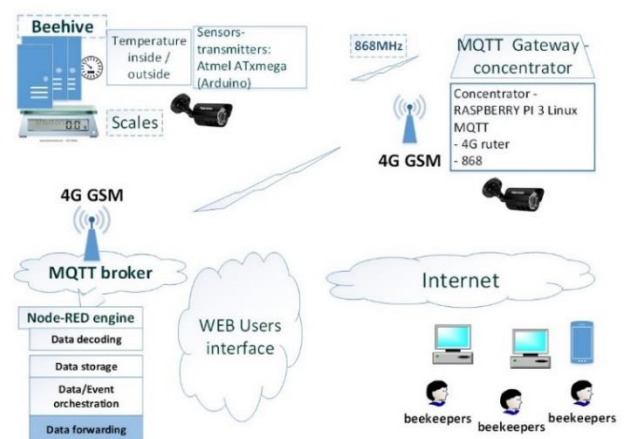 Beehive
Temperature
inside /
outside
Sensors-
transmitters:
Atmel ATxmega
(Arduino)
Scales
868MHz
MQTT Gateway -
concentrator
Concentrator -
RASPBERRY PI 3 Linux
MQTT
- 4G ruter
- 868
4G GSM
4G GSM
MQTT broker
Node-RED engine
Data decoding
Data storage
Data/Event
orchestration
Data forwarding
WEB Users
interface
Internet
beekeepers
beekeepers
beekeepers